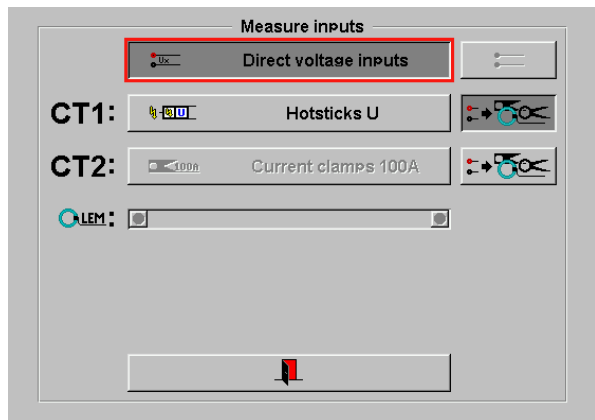 Measure inputs
Ux Direct voltage inputs
CT1: U Hotsticks U
CT2: 100A Current clamps 100A
LEM: